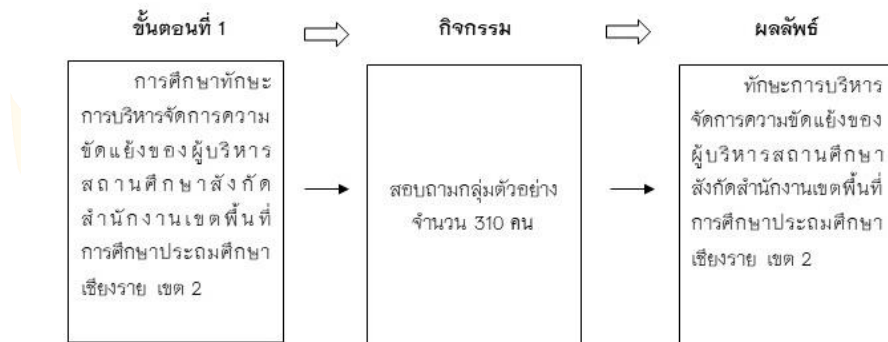 ขั้นตอนที่ 1
กิจกรรม
ผลลัพธ์
การศึกษาทักษะ
การบริหารจัดการความ
ขัดแย้งของผู้บริหาร
สถานศึกษาสังกัด
สำนักงานเขตพื้นที่
การศึกษาประถมศึกษา
เชียงราย เขต 2
สอบถามกลุ่มตัวอย่าง
จำนวน 310 คน
ทักษะการบริหาร
จัดการความขัดแย้งของ
ผู้บริหารสถานศึกษา
สังกัดสำนักงานเขตพื้นที่
การศึกษาประถมศึกษา
เชียงราย เขต 2